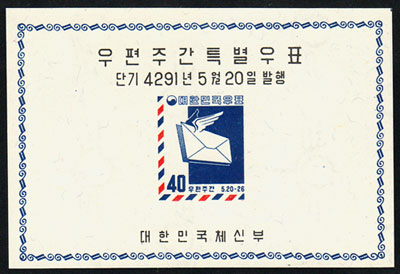 우편주간특별우표
단기 4291년 5월 20일 발행
대한민국우표
40 우편주간 5.20-26
대한민국체신부